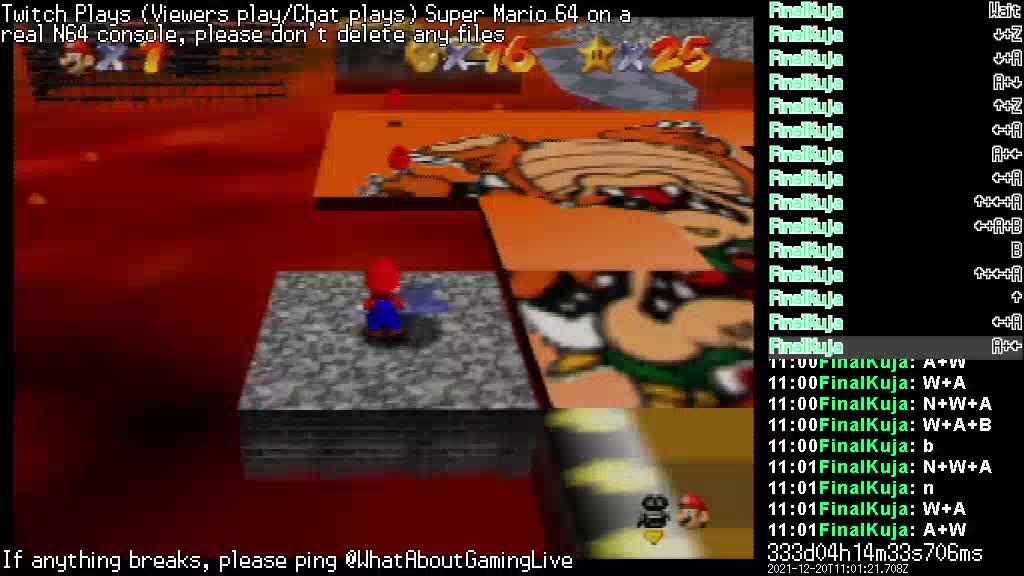 Twitch Plays (Viewers play/Chat plays) Super Mario 64 on a
real N64 console, please don't delete any files
x 1
x 16
x 25
FinalKuja Wait
FinalKuja ↓+Z
FinalKuja ↓+A
FinalKuja A+↓
FinalKuja ↑+Z
FinalKuja ←+A
FinalKuja A+←
FinalKuja ←+A
FinalKuja ↑+←+A
FinalKuja ←+A+B
FinalKuja B
FinalKuja ↑+←+A
FinalKuja ↑
FinalKuja ←+A
FinalKuja A+←
11:00FinalKuja: A+W
11:00FinalKuja: W+A
11:00FinalKuja: N+W+A
11:00FinalKuja: W+A+B
11:00FinalKuja: b
11:01FinalKuja: N+W+A
11:01FinalKuja: n
11:01FinalKuja: W+A
11:01FinalKuja: A+W
333d04h14m33s706ms
2021-12-20T11:01:21.708Z
If anything breaks, please ping @WhatAboutGamingLive